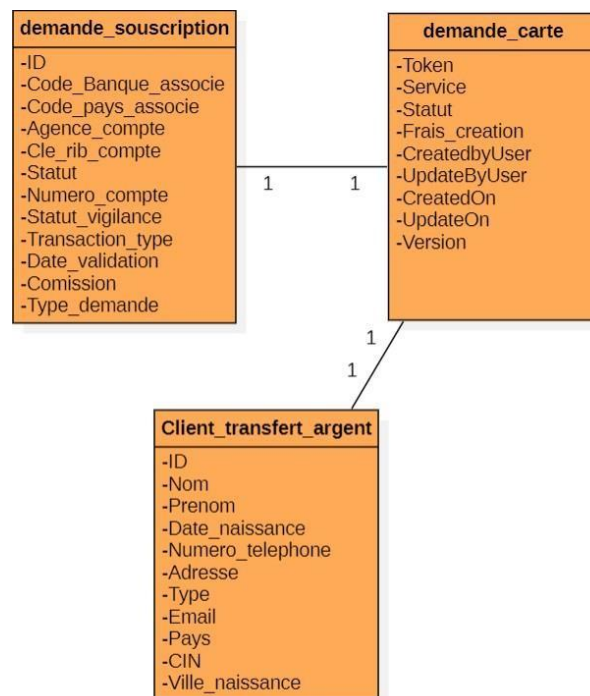 demande_souscription
-ID
-Code_Banque_associe
-Code_pays_associe
-Agence_compte
-Cle_rib_compte
-Statut
-Numero_compte
-Statut_vigilance
-Transaction_type
-Date_validation
-Comission
-Type_demande
1
1
demande_carte
-Token
-Service
-Statut
-Frais_creation
-CreatedbyUser
-UpdateByUser
-CreatedOn
-UpdateOn
-Version
1
1
Client_transfert_argent
-ID
-Nom
-Prenom
-Date_naissance
-Numero_telephone
-Adresse
-Type
-Email
-Pays
-CIN
-Ville_naissance